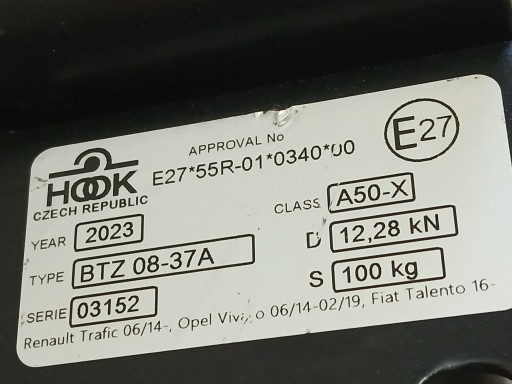 APPROVAL No
E27*55R-01*0340*00
E27
HOOK
CZECH REPUBLIC
YEAR 2023
CLASS A50-X
TYPE BTZ 08-37A
D 12,28 kN
SERIE 03152
S 100 kg
Renault Trafic 06/14-, Opel Vivaro 06/14-02/19, Fiat Talento 16-